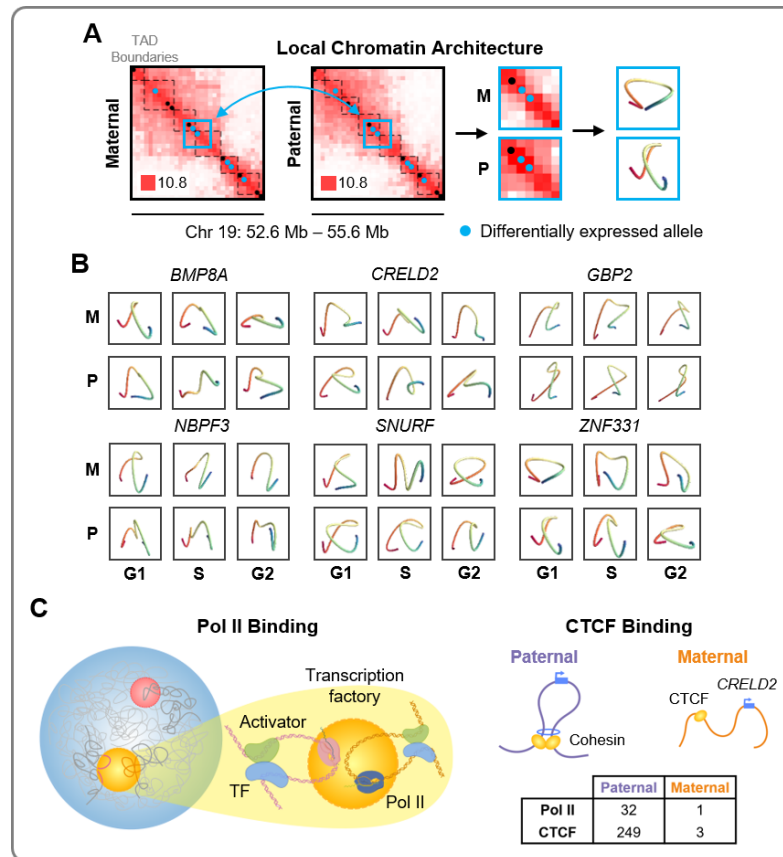 A
Local Chromatin Architecture
TAD
Boundaries
Maternal
10.8
Paternal
10.8
M
P
Chr 19: 52.6 Mb – 55.6 Mb
Differentially expressed allele
B
BMP8A
CRELD2
GBP2
M
P
NBPF3
SNURF
ZNF331
M
P
G1
S
G2
G1
S
G2
G1
S
G2
C
Pol II Binding
Transcription
factory
Activator
TF
Pol II
CTCF Binding
Paternal
Maternal
CRELD2
CTCF
Cohesin
Paternal Maternal
Pol II 32 1
CTCF 249 3